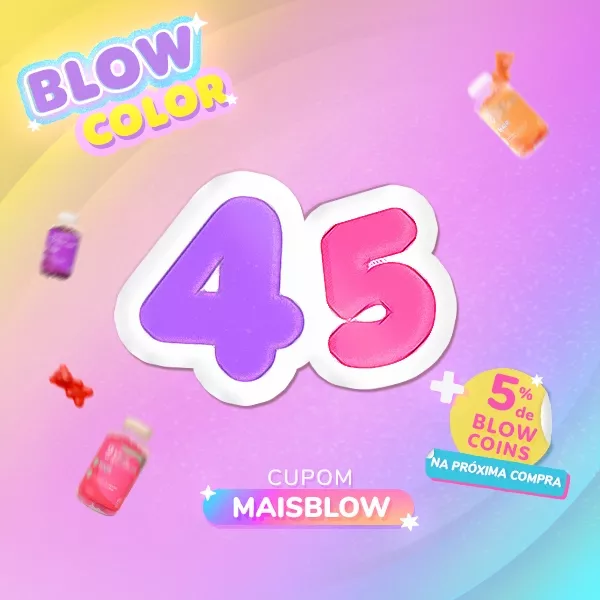 BLOW
COLOR
45
+
5%
de
BLOW
COINS
NA PRÓXIMA COMPRA
CUPOM
MAISBLOW